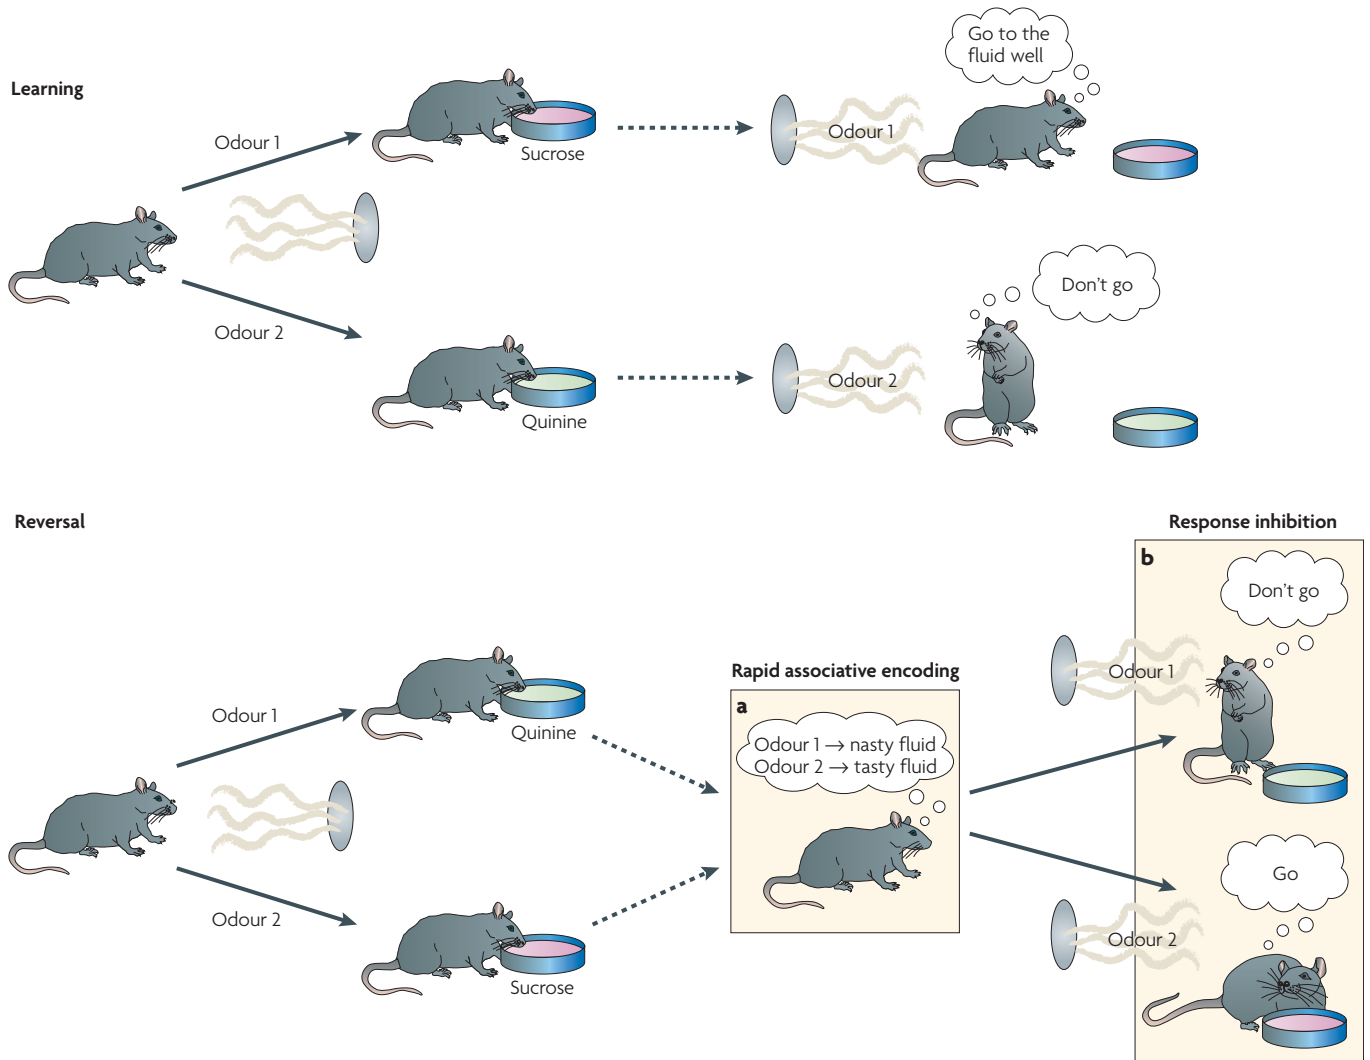 Learning
Odour 1
Sucrose
Odour 1
Go to the
fluid well
Odour 2
Quinine
Odour 2
Don't go
Reversal
Odour 1
Quinine
Odour 2
Sucrose
Rapid associative encoding
a
Odour 1 → nasty fluid
Odour 2 → tasty fluid
Response inhibition
b
Don't go
Odour 1
Go
Odour 2